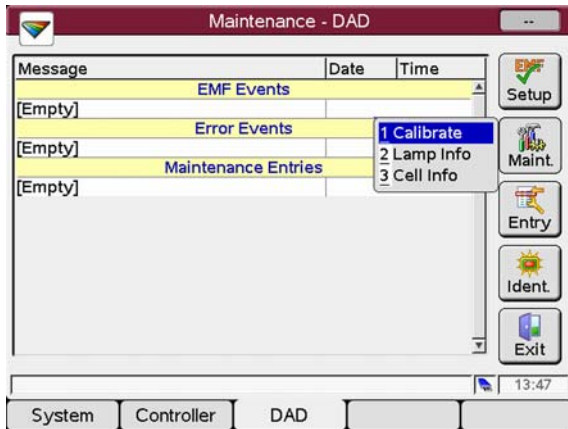 Maintenance - DAD
--
Message Date Time
EMF Events
[Empty]
Error Events
[Empty]
Maintenance Entries
[Empty]
1 Calibrate
2 Lamp Info
3 Cell Info
EMF
Setup
Maint.
Entry
Ident.
Exit
13:47
System Controller DAD